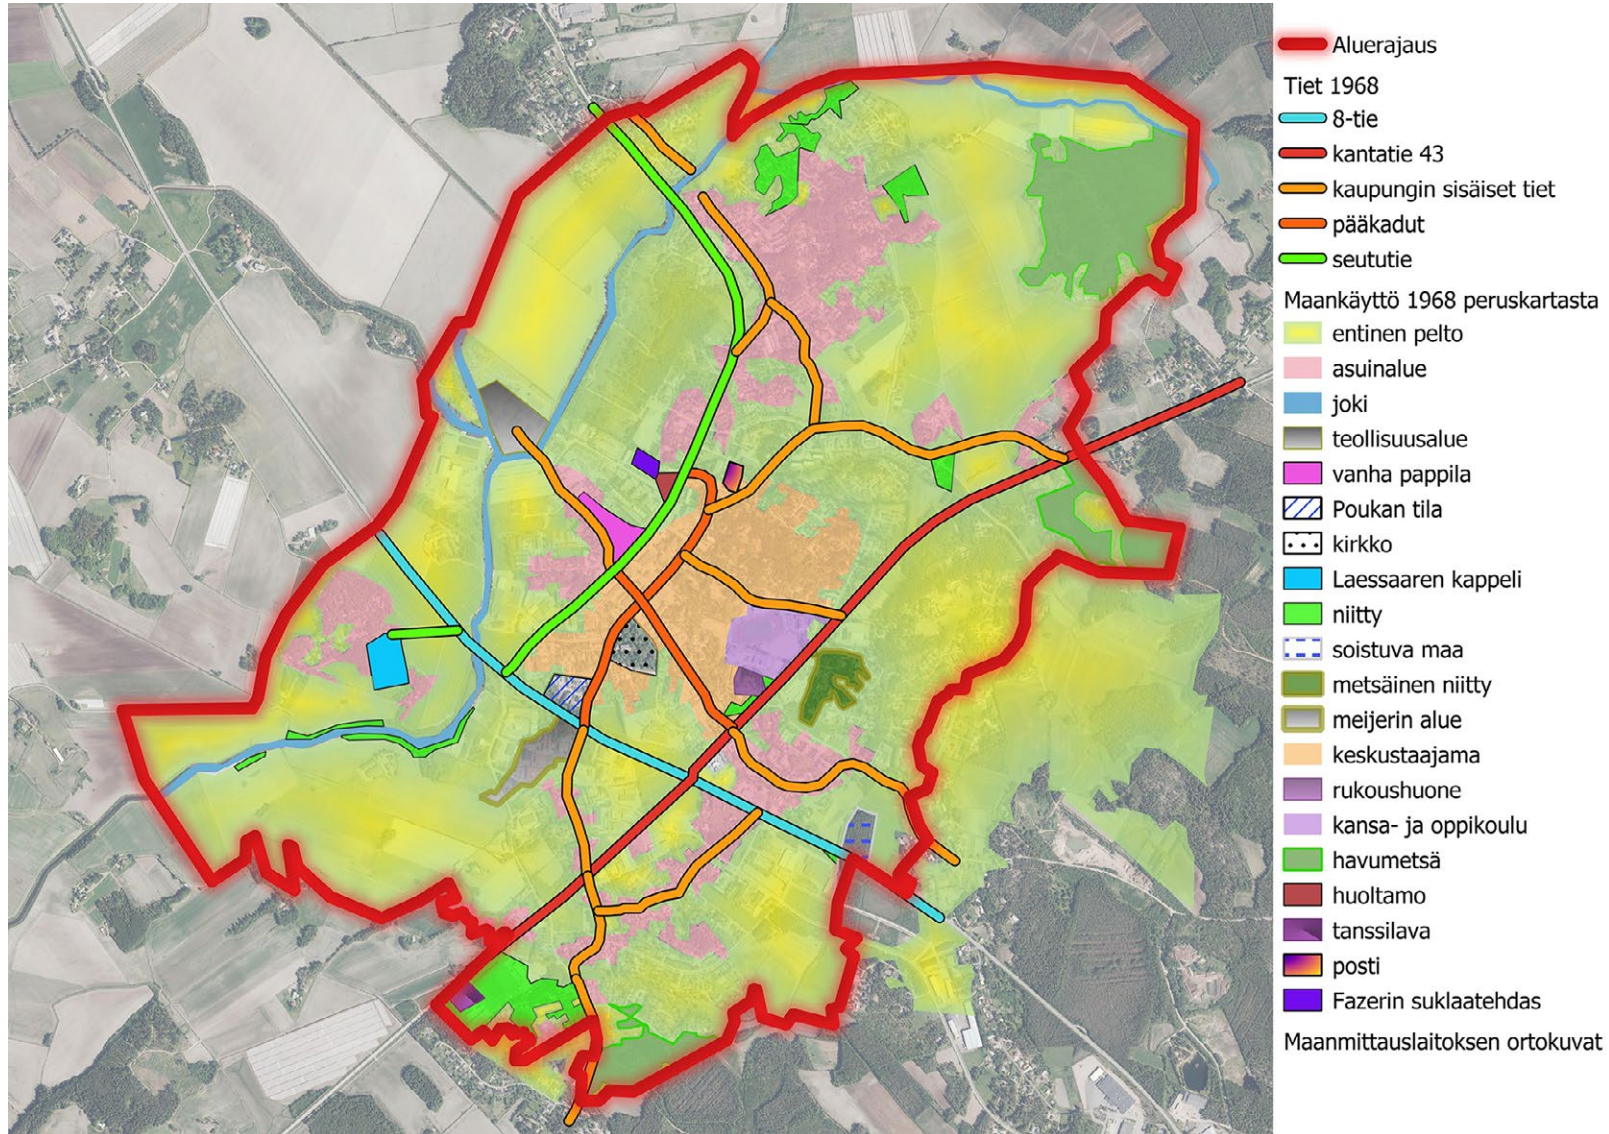 Aluerajaus
Tiet 1968
8-tie
kantatie 43
kaupungin sisäiset tiet
pääkadut
seututie
Maankäyttö 1968 peruskartasta
entinen pelto
asuinalue
joki
teollisuusalue
vanha pappila
Poukan tila
kirkko
Laessaaren kappeli
niitty
soistuva maa
metsäinen niitty
meijerin alue
keskustaajama
rukoushuone
kansa- ja oppikoulu
havumetsä
huoltamo
tanssilava
posti
Fazerin suklaatehdas
Maanmittauslaitoksen ortokuvat